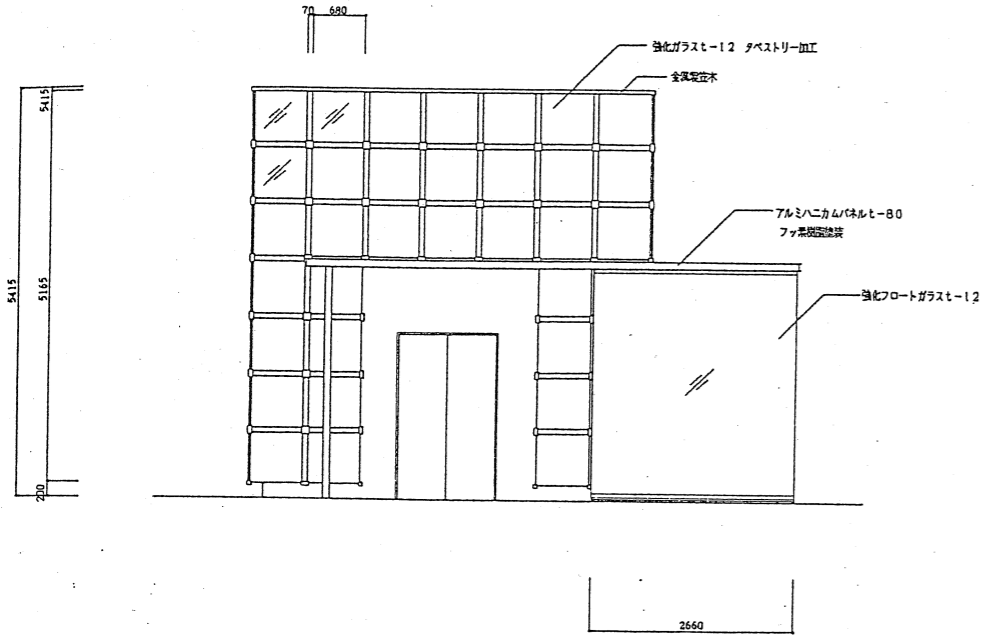 70 680
強化ガラスt-12 タペストリー加工
金属製笠木
5415
アルミハニカムパネルt-80
フッ素樹脂塗装
5415
5165
強化フロートガラスt-12
200
2660